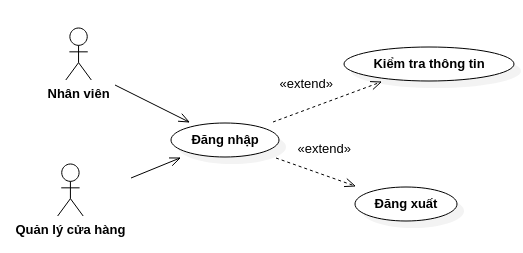 Kiểm tra thông tin
«extend»
Nhân viên
Đăng nhập
«extend»
Đăng xuất
Quản lý cửa hàng